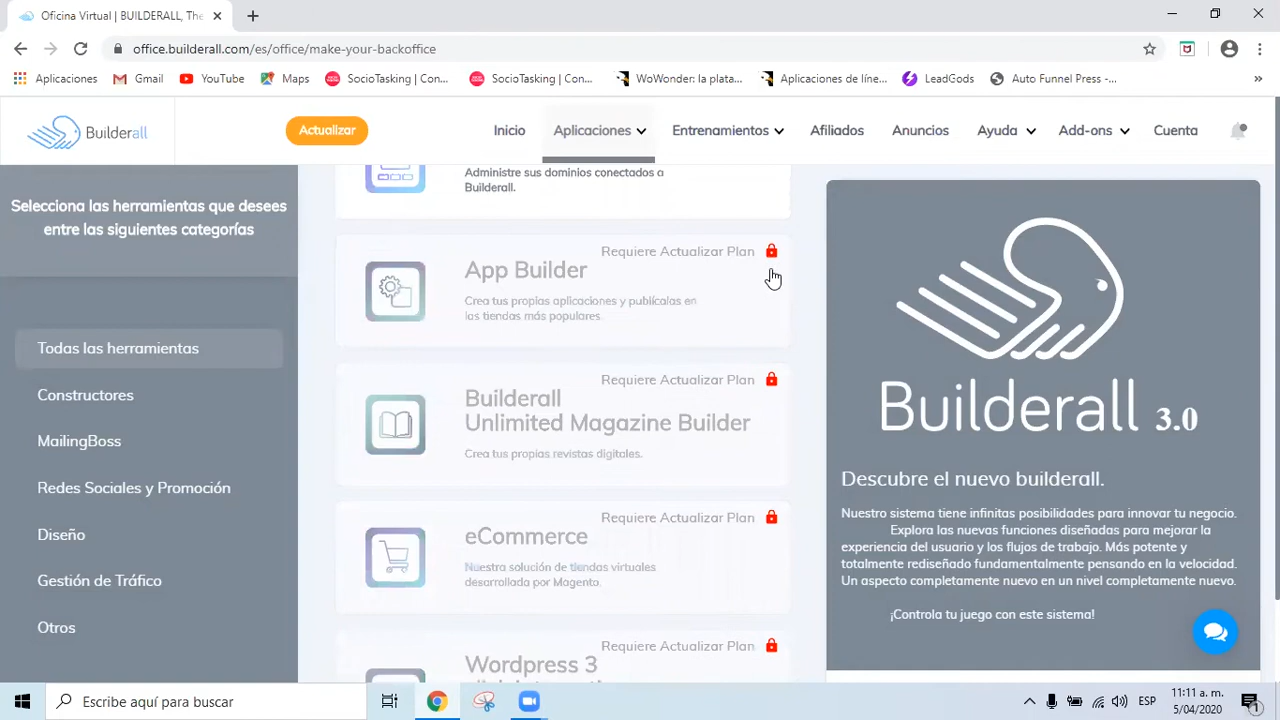 Oficina Virtual | BUILDERALL, The
office.builderall.com/es/office/make-your-backoffice
Aplicaciones
Gmail
YouTube
Maps
SocioTasking | Con...
SocioTasking | Con...
WoWonder: la plata...
Aplicaciones de líne...
LeadGods
Auto Funnel Press -...
»
Builderall
Actualizar
Inicio
Aplicaciones
Entrenamientos
Afiliados
Anuncios
Ayuda
Add-ons
Cuenta
Selecciona las herramientas que desees
entre las siguientes categorías
Todas las herramientas
Constructores
MailingBoss
Redes Sociales y Promoción
Diseño
Gestión de Tráfico
Otros
Administre sus dominios conectados a
Builderall.
Requiere Actualizar Plan
App Builder
Crea tus propias aplicaciones y publícalas en
las tiendas más populares.
Requiere Actualizar Plan
Builderall
Unlimited Magazine Builder
Crea tus propias revistas digitales.
Requiere Actualizar Plan
eCommerce
Nuestra solución de tiendas virtuales
desarrollada por Magento.
Requiere Actualizar Plan
Wordpress 3
Builderall 3.0
Descubre el nuevo builderall.
Nuestro sistema tiene infinitas posibilidades para innovar tu negocio.
Explora las nuevas funciones diseñadas para mejorar la
experiencia del usuario y los flujos de trabajo. Más potente y
totalmente rediseñado fundamentalmente pensando en la velocidad.
Un aspecto completamente nuevo en un nivel completamente nuevo.
¡Controla tu juego con este sistema!
Escribe aquí para buscar
ESP
11:11 a. m.
5/04/2020
1